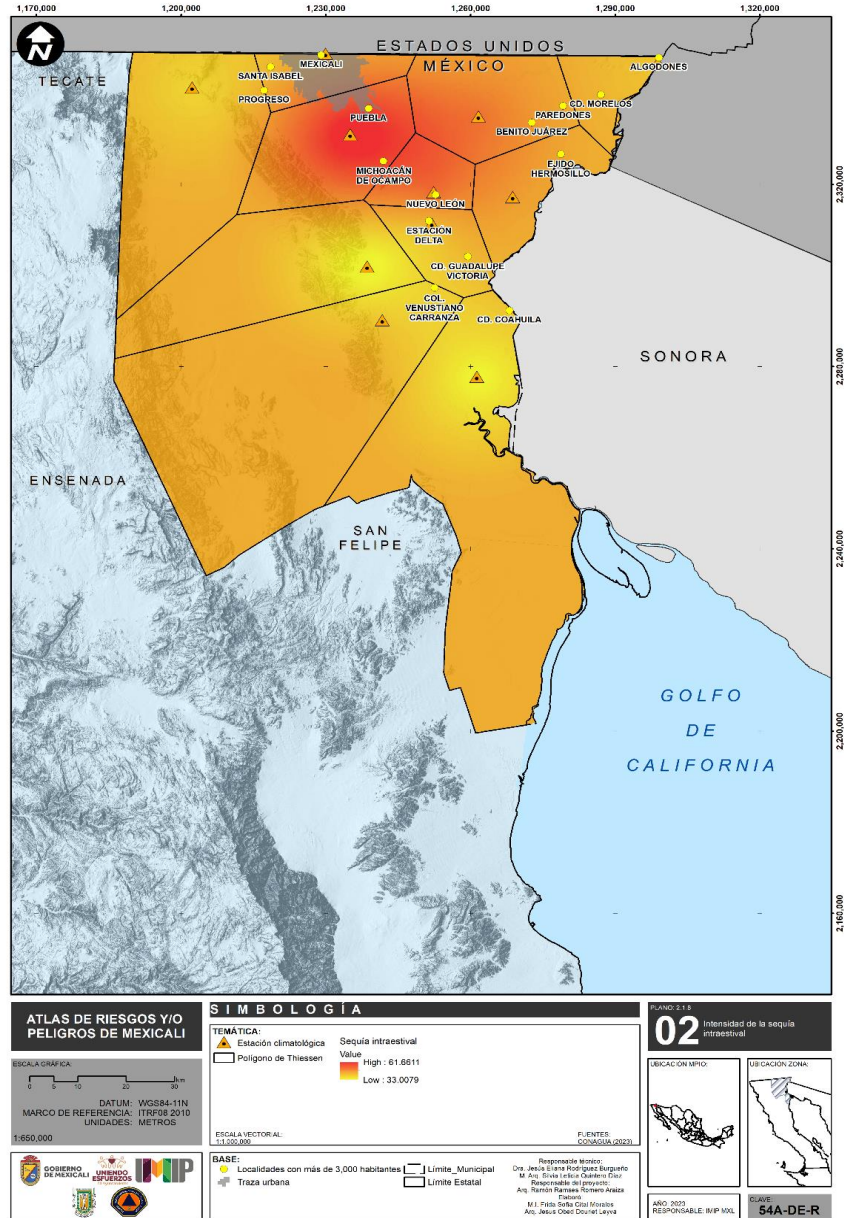 1,170,000
1,200,000
1,230,000
1,260,000
1,290,000
1,320,000
N
ESTADOS UNIDOS
MÉXICO
TECATE
MEXICALI
SANTA ISABEL
PROGRESO
PUEBLA
ALGODONES
CD. MORELOS
PAREDONES
BENITO JUÁREZ
MICHOACÁN
DE OCAMPO
EJIDO
HERMOSILLO
2,320,000
NUEVO LEÓN
ESTACIÓN
DELTA
CD. GUADALUPE
VICTORIA
COL.
VENUSTIANO
CARRANZA
CD. COAHUILA
SONORA
2,280,000
ENSENADA
SAN
FELIPE
2,240,000
GOLFO
DE
CALIFORNIA
2,200,000
2,160,000
ATLAS DE RIESGOS Y/O
PELIGROS DE MEXICALI
ESCALA GRÁFICA:
0 5 10 20 30 km
DATUM: WGS84-11N
MARCO DE REFERENCIA: ITRF08 2010
UNIDADES: METROS
1:650,000
GOBIERNO
DE MEXICALI
UNIENDO
ESFUERZOS
IMIP
SIMBOLOGÍA
TEMÁTICA:
Estación climatológica
Polígono de Thiessen
Sequía intraestival
Value
High : 61.6611
Low : 33.0079
ESCALA VECTORIAL:
1:1,000,000
FUENTES:
CONAGUA (2023)
BASE:
Localidades con más de 3,000 habitantes
Traza urbana
Límite_Municipal
Límite Estatal
Responsable técnico:
Dra. Jesús Eliana Rodríguez Burgueño
M. Arq. Silvia Leticia Quintero Díaz
Responsable del proyecto:
Arq. Ramón Ramses Romero Araiza
Elaboró
M.I. Frida Sofía Cital Morales
Arq. Jesus Obed Dounet Leyva
PLANO: 2.1 B
02
Intensidad de la sequía
intraestival
UBICACIÓN MPIO:
UBICACIÓN ZONA:
AÑO: 2023
RESPONSABLE: IMIP MXL
CLAVE:
54A-DE-R